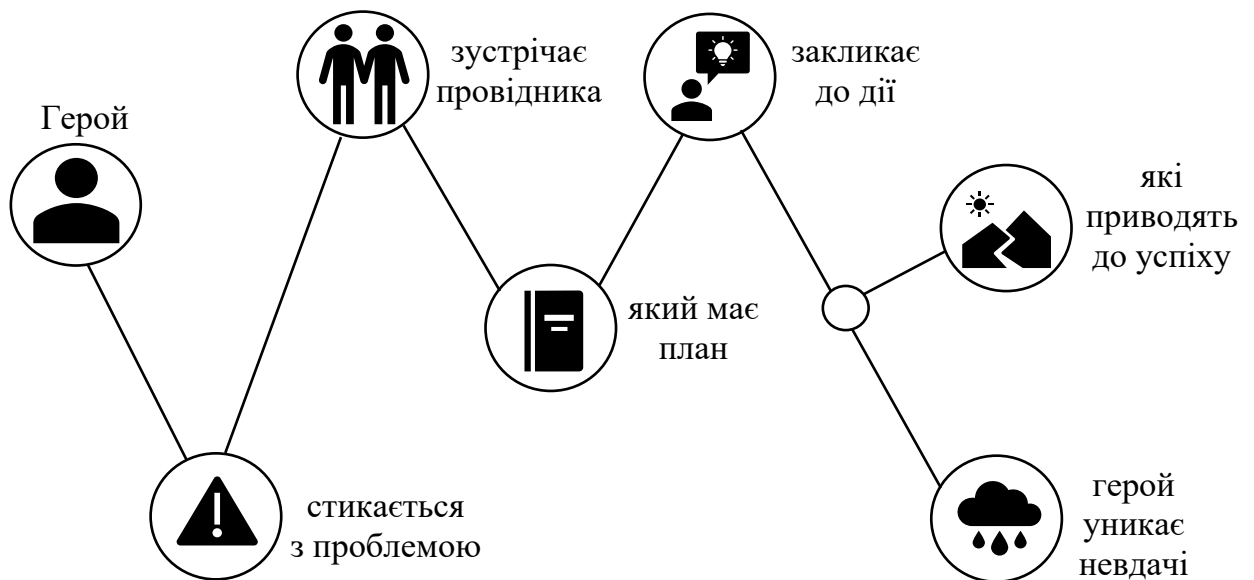 Герой
стикається
з проблемою
зустрічає
провідника
який має
план
закликає
до дії
які
приводять
до успіху
герой
уникає
невдачі